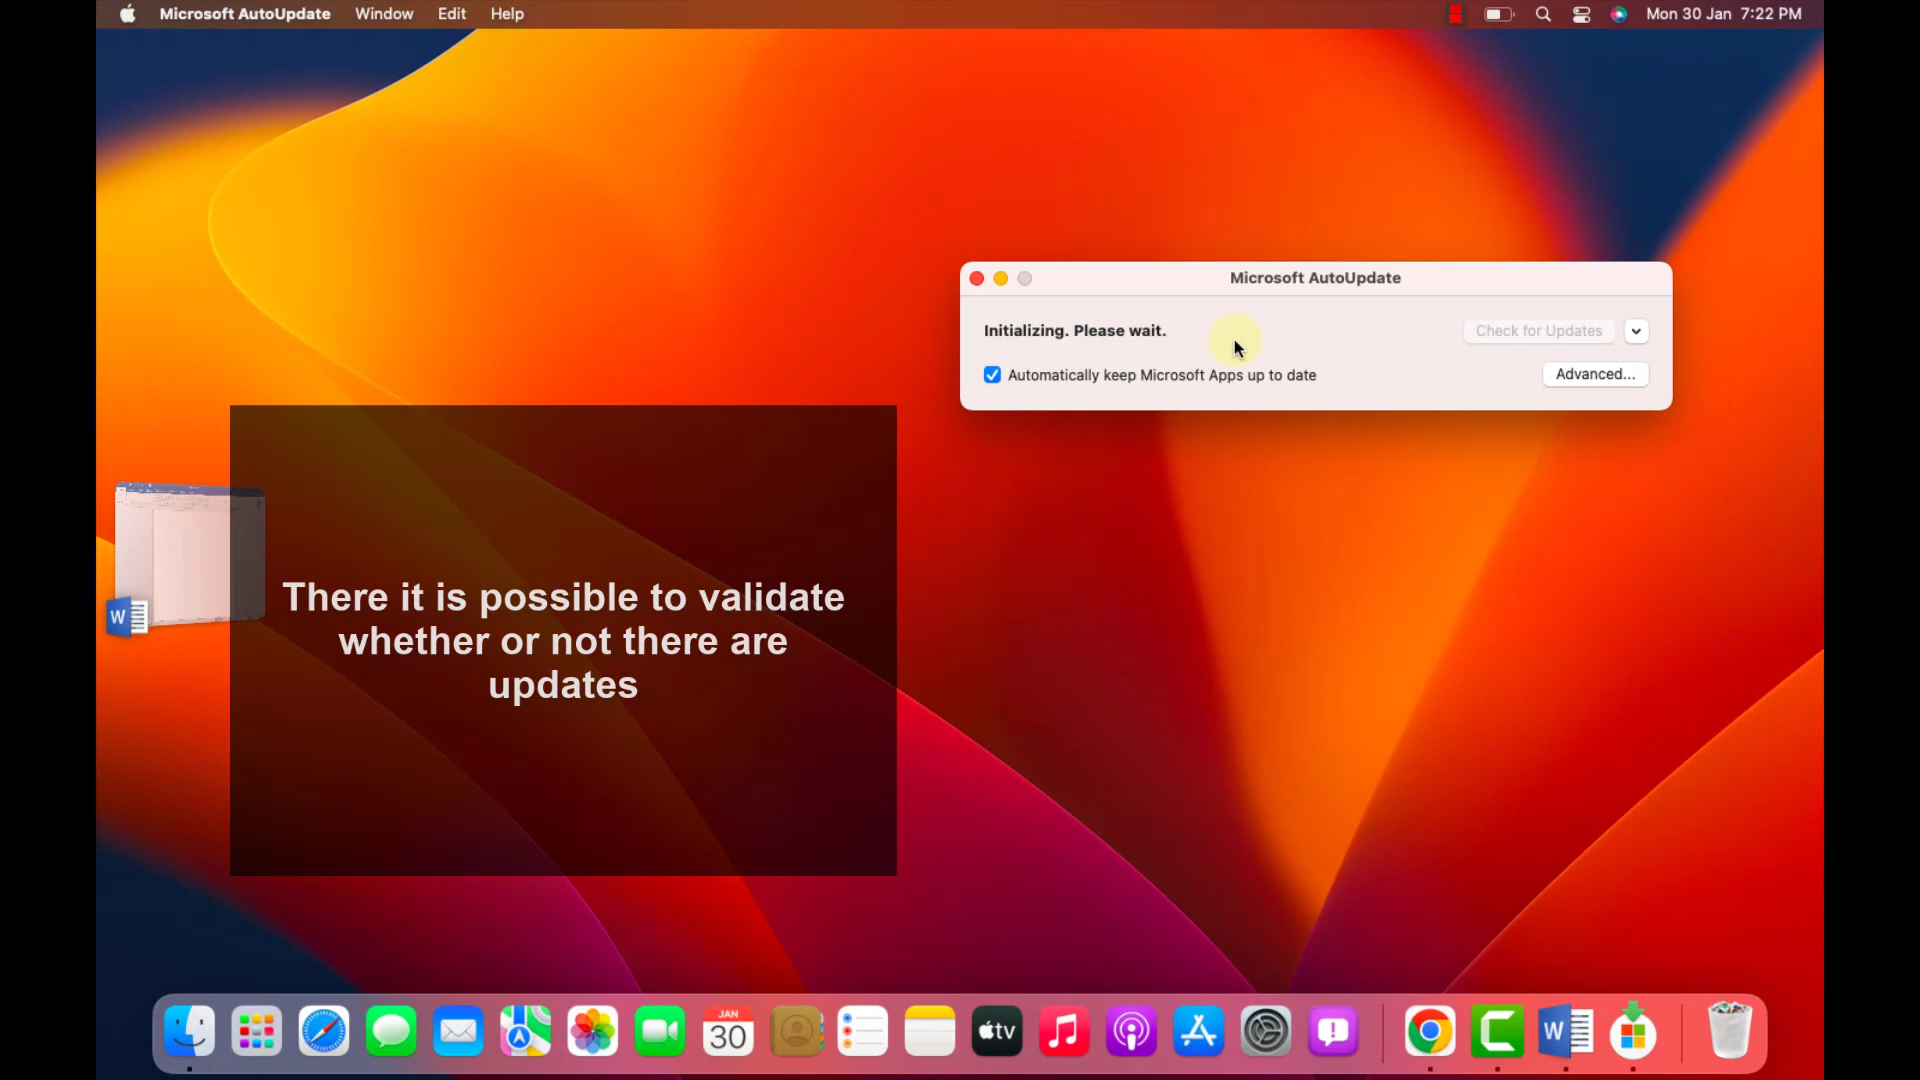 Microsoft AutoUpdate Window Edit Help Mon 30 Jan 7:22 PM
Microsoft AutoUpdate
Initializing. Please wait. Check for Updates
Automatically keep Microsoft Apps up to date Advanced...
There it is possible to validate
whether or not there are
updates
W
JAN
30
tv
W